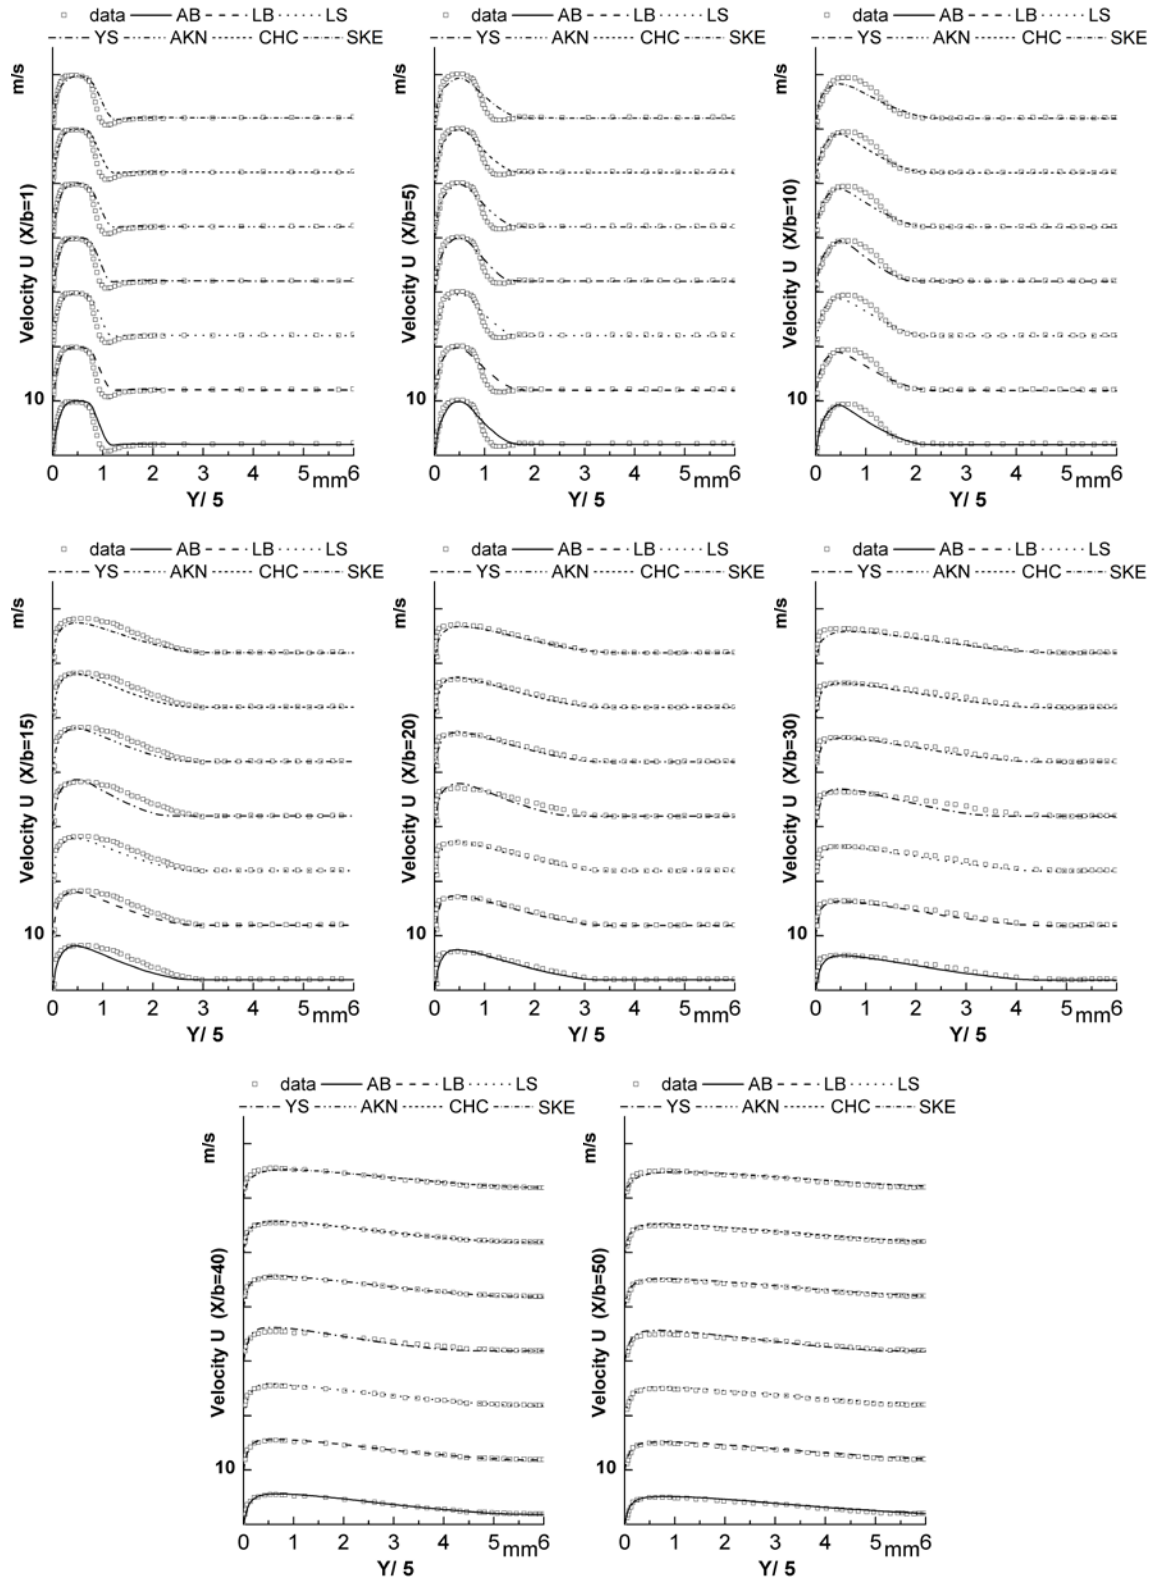 data AB LB LS
YS AKN CHC SKE
m/s
Velocity U (X/b=1)
10
0 1 2 3 4 5 mm 6
Y/ 5
data AB LB LS
YS AKN CHC SKE
m/s
Velocity U (X/b=5)
10
0 1 2 3 4 5 mm 6
Y/ 5
data AB LB LS
YS AKN CHC SKE
m/s
Velocity U (X/b=10)
10
0 1 2 3 4 5 mm 6
Y/ 5
data AB LB LS
YS AKN CHC SKE
m/s
Velocity U (X/b=15)
10
0 1 2 3 4 5 mm 6
Y/ 5
data AB LB LS
YS AKN CHC SKE
m/s
Velocity U (X/b=20)
10
0 1 2 3 4 5 mm 6
Y/ 5
data AB LB LS
YS AKN CHC SKE
m/s
Velocity U (X/b=30)
10
0 1 2 3 4 5 mm 6
Y/ 5
data AB LB LS
YS AKN CHC SKE
m/s
Velocity U (X/b=40)
10
0 1 2 3 4 5 mm 6
Y/ 5
data AB LB LS
YS AKN CHC SKE
m/s
Velocity U (X/b=50)
10
0 1 2 3 4 5 mm 6
Y/ 5